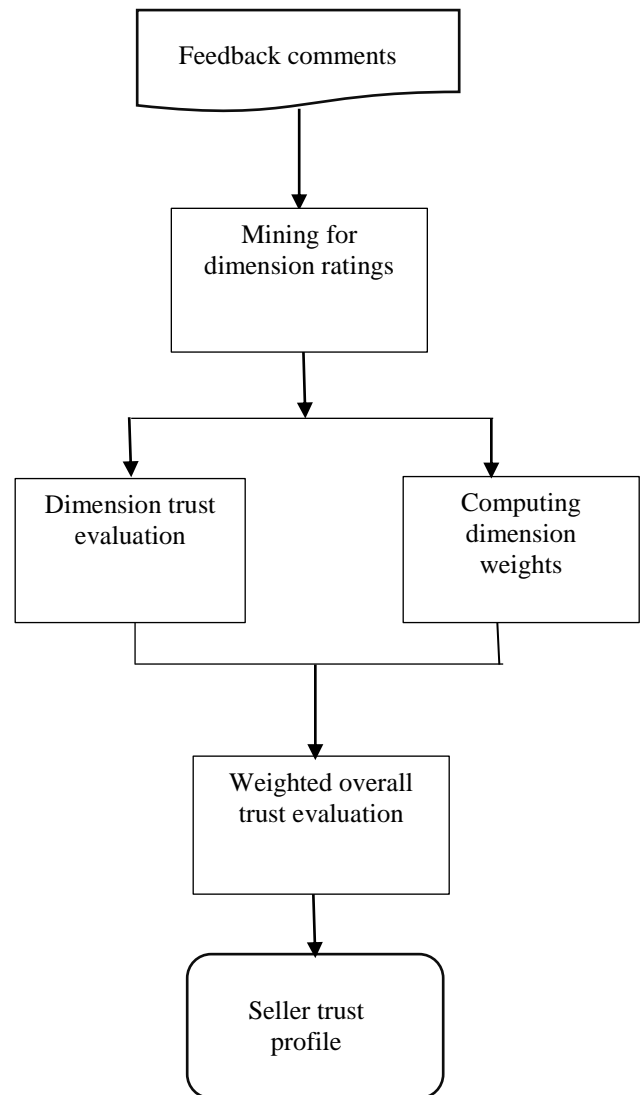 Feedback comments
Mining for
dimension ratings
Dimension trust
evaluation
Computing
dimension
weights
Weighted overall
trust evaluation
Seller trust
profile